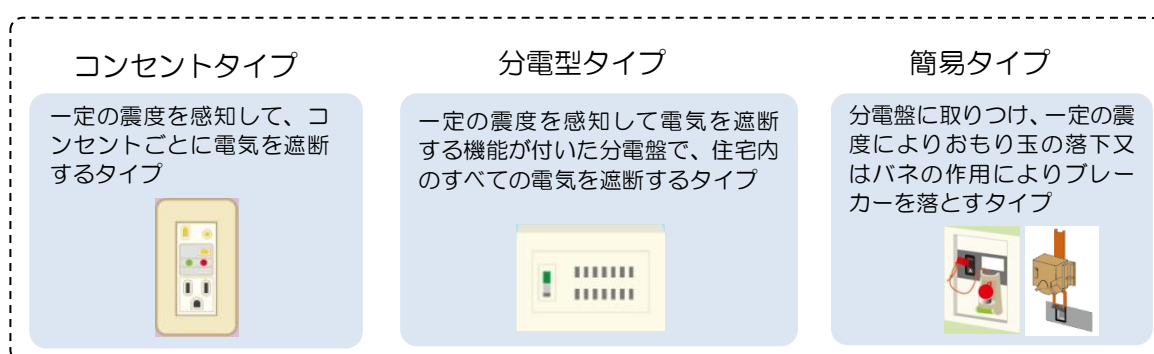 コンセントタイプ
一定の震度を感知して、コ
ンセントごとに電気を遮断
するタイプ
分電型タイプ
一定の震度を感知して電気を遮断
する機能が付いた分電盤で、住宅内
のすべての電気を遮断するタイプ
簡易タイプ
分電盤に取りつけ、一定の震
度によりおもり玉の落下又
はバネの作用によりブレー
カーを落とすタイプ